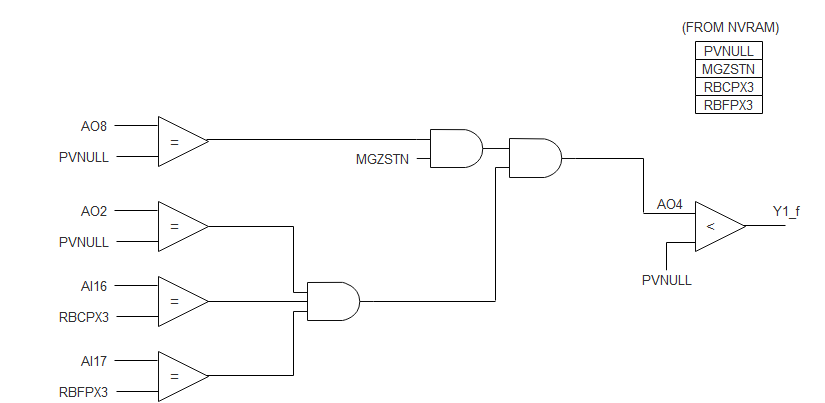 (FROM NVRAM)
PVNULL
MGZSTN
RBCPX3
RBFPX3
AO8
=
PVNULL
MGZSTN
AO2
=
PVNULL
AO4
<
Y1_f
PVNULL
AI16
=
RBCPX3
AI17
=
RBFPX3